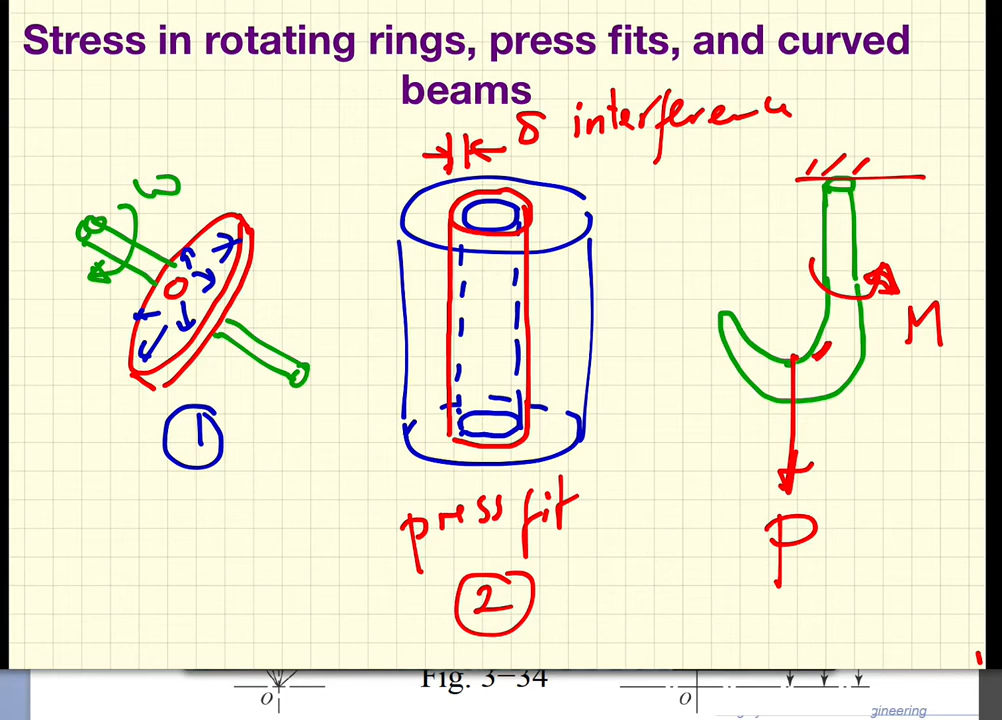 Stress in rotating rings, press fits, and curved
beams
δ interference
ω
M
1
P
press fit
2
Fig. 3–34
O
O
gineering